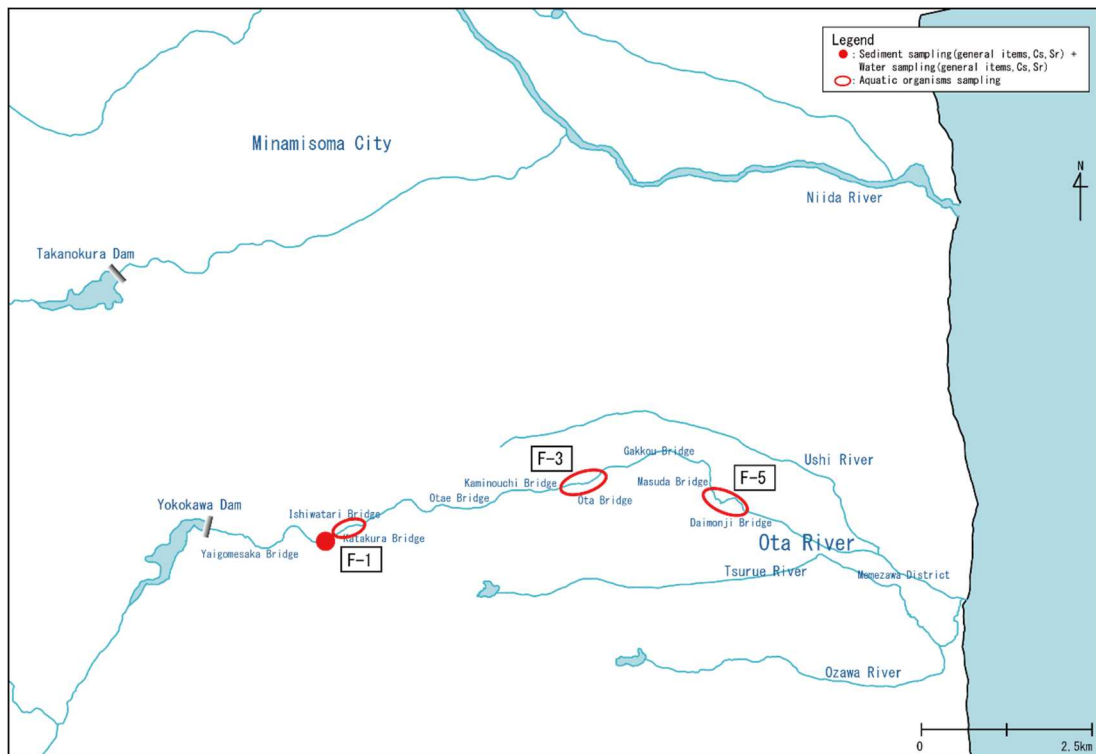 Legend
: Sediment sampling(general items,Cs,Sr) +
Water sampling(general items,Cs,Sr)
: Aquatic organisms sampling
Minamisoma City
N
Niida River
Takanokura Dam
Gakkou Bridge
Ushi River
F-3
F-5
Kaminouchi Bridge
Masuda Bridge
Otae Bridge
Ota Bridge
Yokokawa Dam
Ishiwatari Bridge
Daimonji Bridge
Katakura Bridge
Ota River
Yaigomesaka Bridge
F-1
Tsurue River
Memezawa District
Ozawa River
0
2.5km